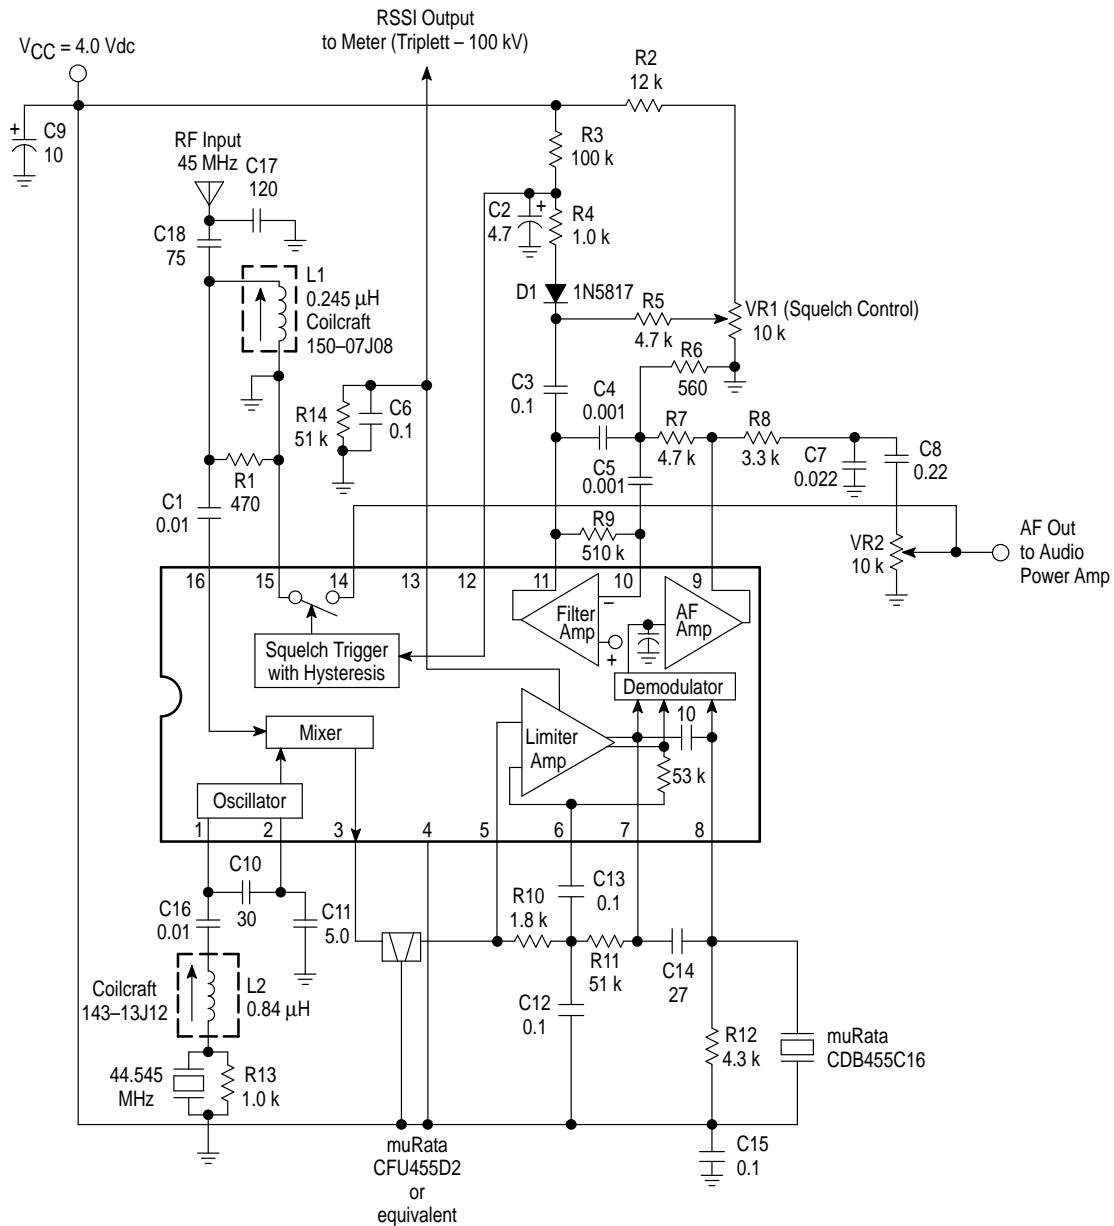 RSSI Output
to Meter (Triplett – 100 kV)
VCC = 4.0 Vdc
R2
12 k
+
C9
10
RF Input
45 MHz
C17
120
R3
100 k
C18
75
C2
4.7
+
R4
1.0 k
L1
0.245 µH
Coilcraft
150–07J08
D1
1N5817
R5
4.7 k
VR1 (Squelch Control)
10 k
R6
560
C3
0.1
C4
0.001
R14
51 k
C6
0.1
R7
4.7 k
R8
3.3 k
C7
0.022
C8
0.22
R1
470
C5
0.001
C1
0.01
R9
510 k
VR2
10 k
AF Out
to Audio
Power Amp
16
15
14
13
12
11
10
9
Filter
Amp
–
+
AF
Amp
Squelch Trigger
with Hysteresis
Demodulator
10
Mixer
Limiter
Amp
53 k
Oscillator
1
2
3
4
5
6
7
8
C10
30
C16
0.01
C11
5.0
R10
1.8 k
C13
0.1
R11
51 k
C14
27
Coilcraft
143–13J12
L2
0.84 µH
C12
0.1
R12
4.3 k
muRata
CDB455C16
44.545
MHz
R13
1.0 k
muRata
CFU455D2
or
equivalent
C15
0.1